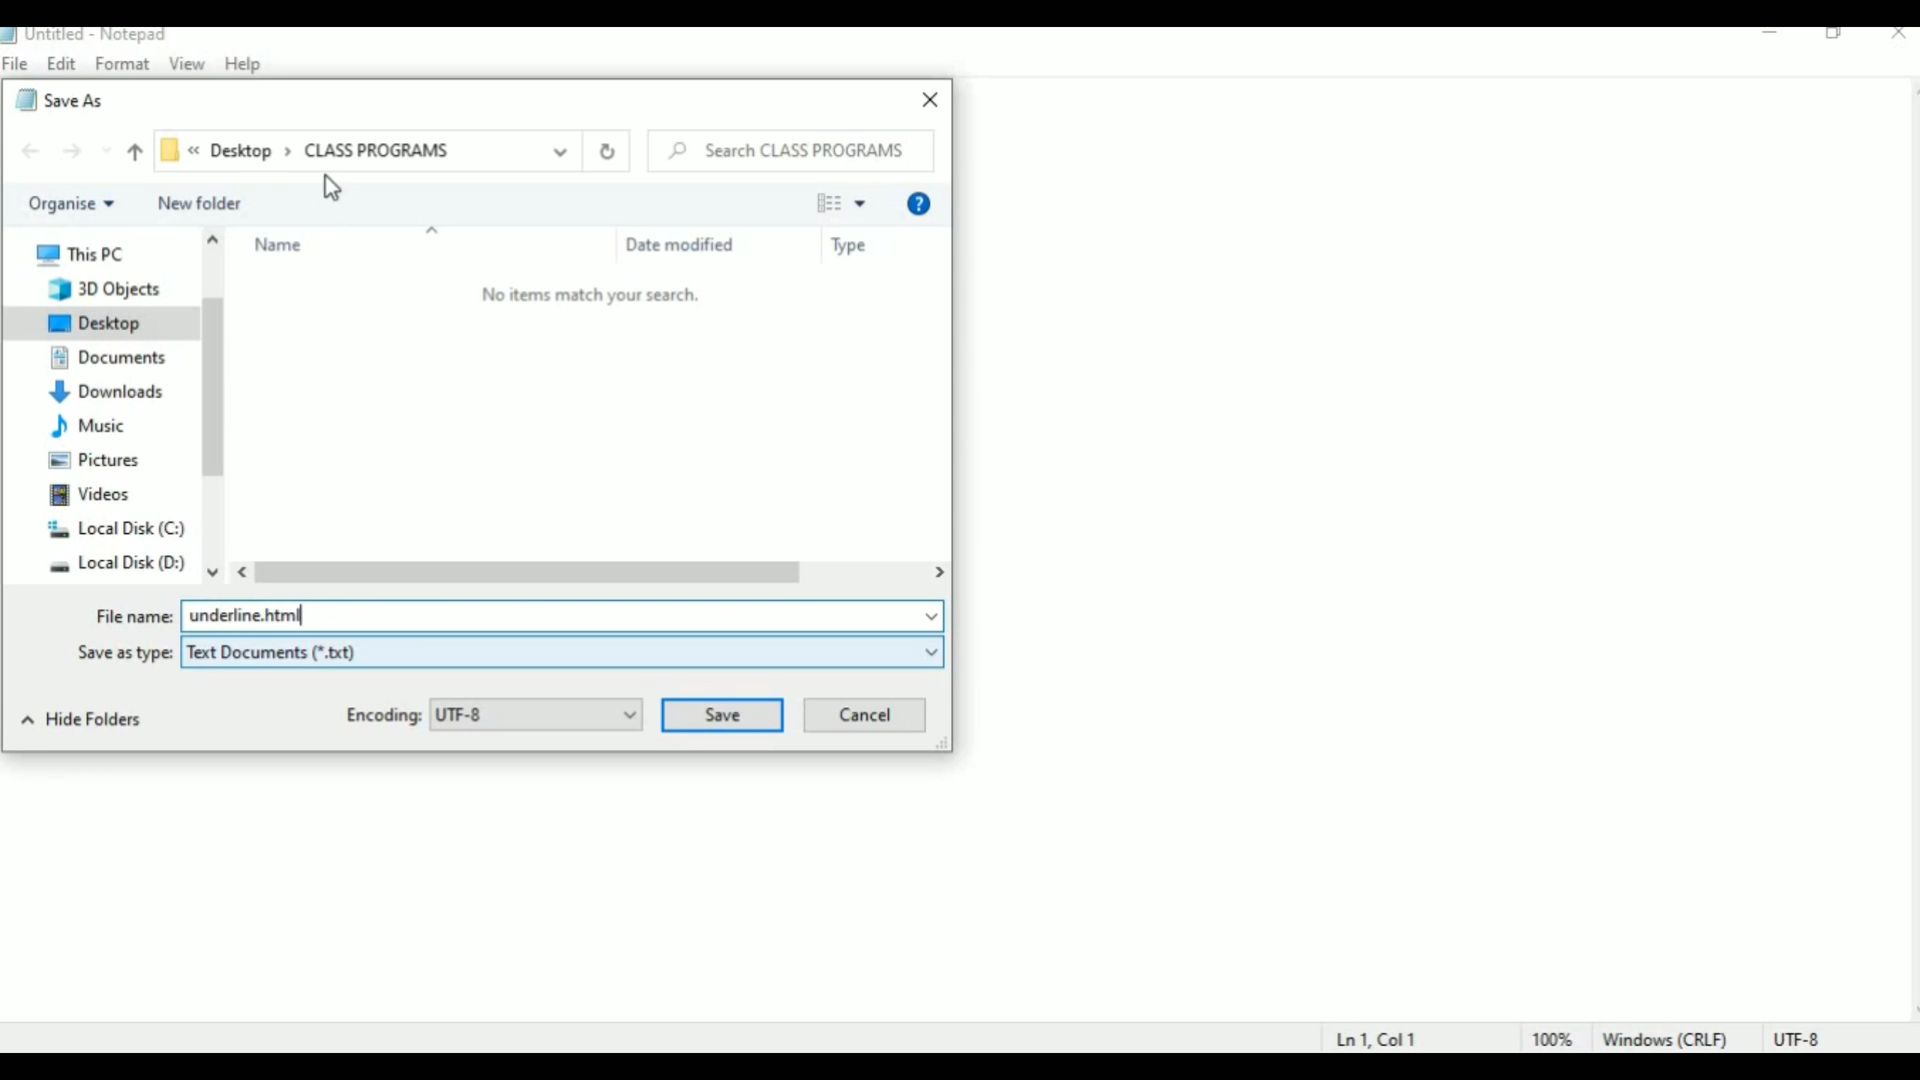 Untitled - Notepad
File Edit Format View Help
Save As
« Desktop › CLASS PROGRAMS
Search CLASS PROGRAMS
Organise New folder
?
Name Date modified Type
No items match your search.
This PC
3D Objects
Desktop
Documents
Downloads
Music
Pictures
Videos
Local Disk (C:)
Local Disk (D:)
File name: underline.html
Save as type: Text Documents (*.txt)
Hide Folders Encoding: UTF-8 Save Cancel
Ln 1, Col 1 100% Windows (CRLF) UTF-8